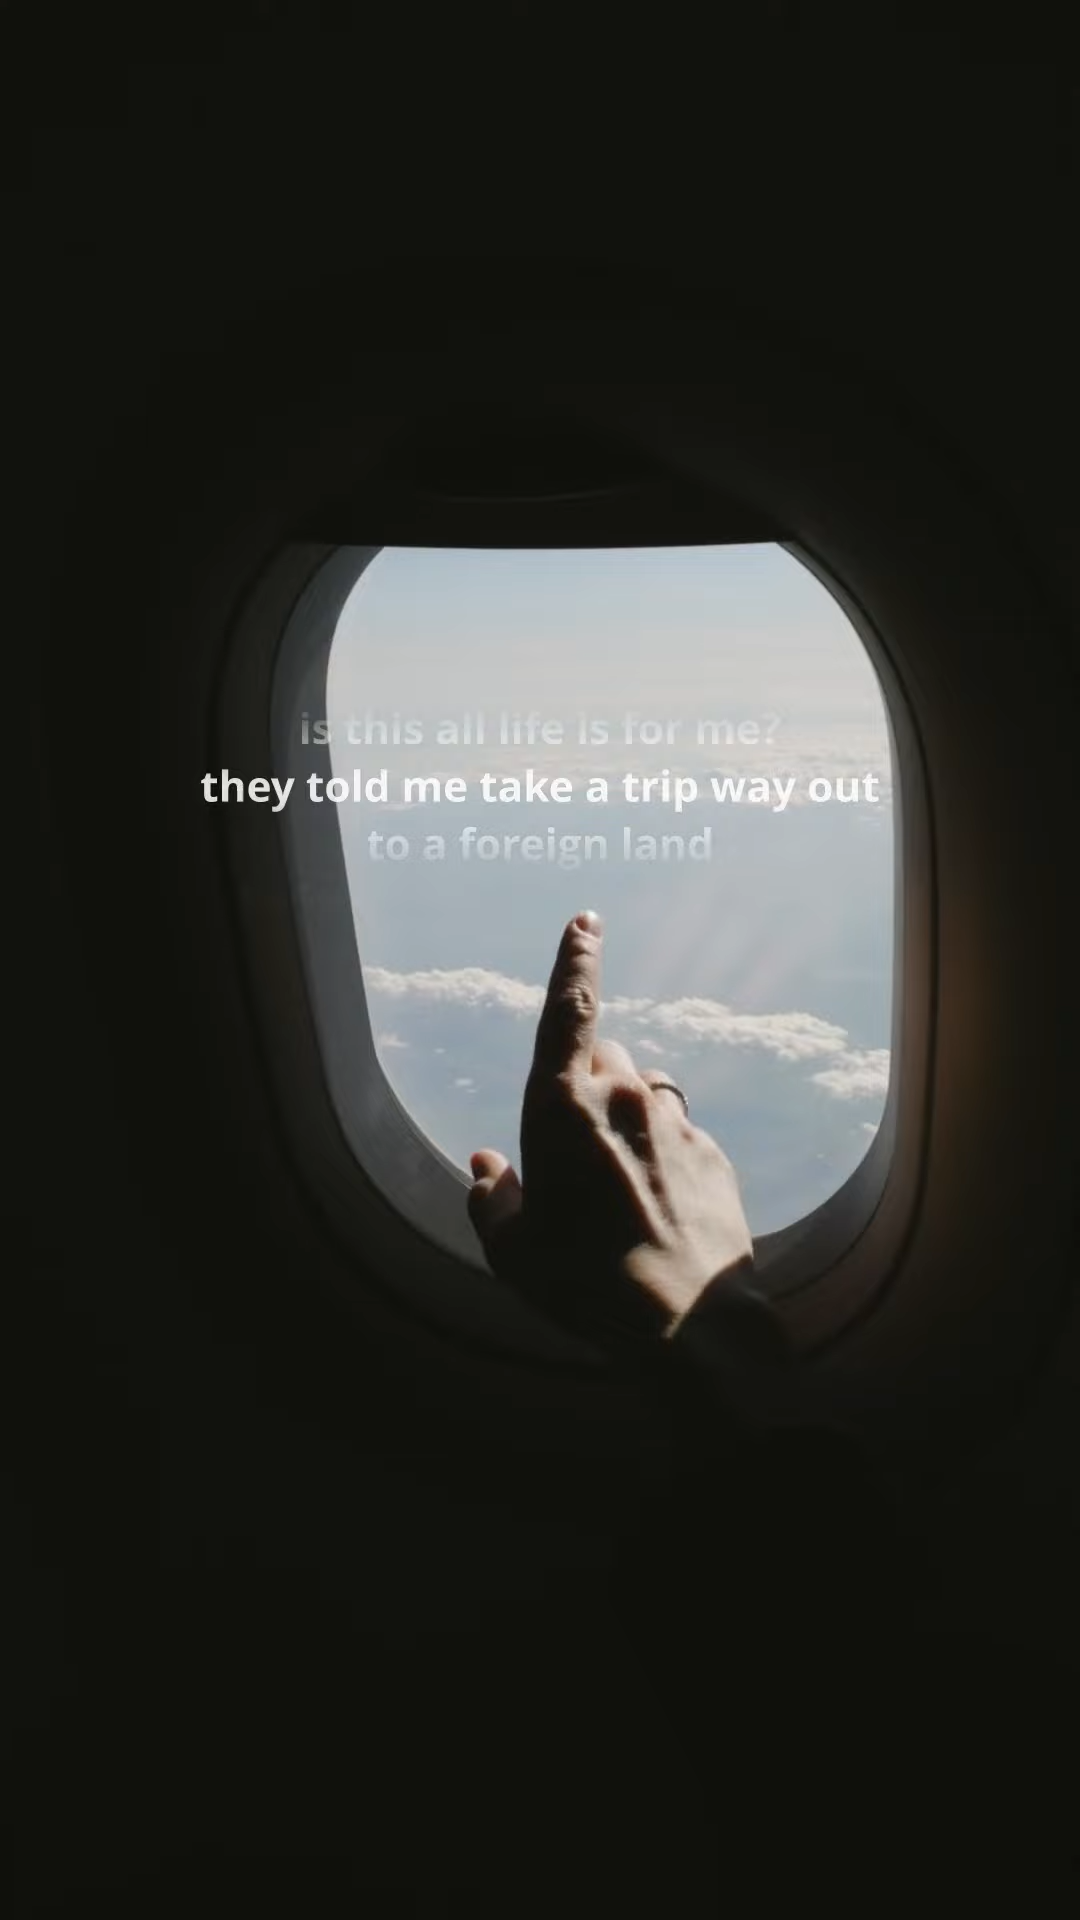 is this all life is for me?
they told me take a trip way out
to a foreign land